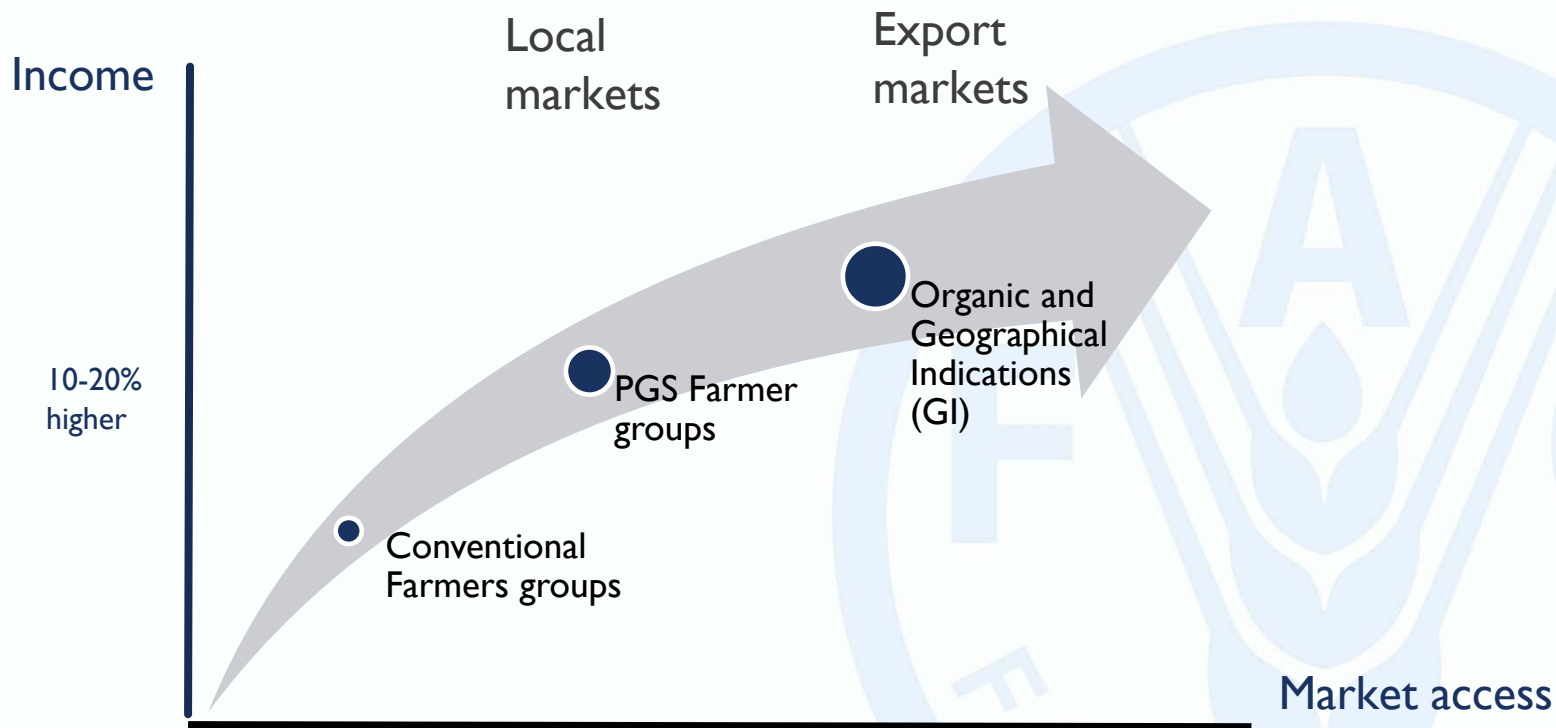 Local
markets
Export
markets
Income
10-20%
higher
Organic and
Geographical
Indications
(GI)
PGS Farmer
groups
Conventional
Farmers groups
Market access
F
A
F